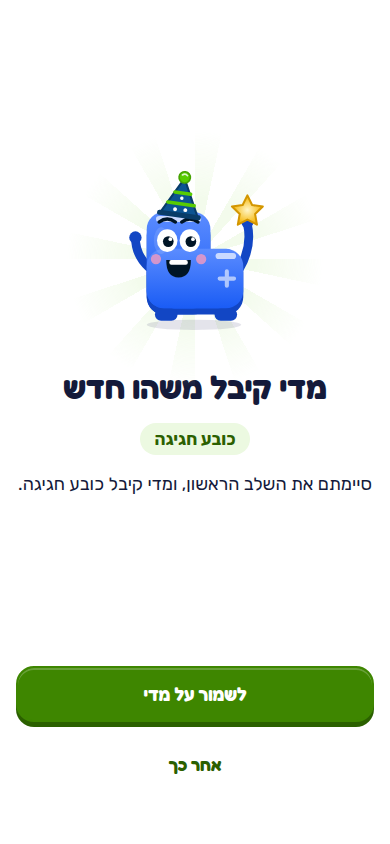 מדי קיבל משהו חדש
כובע חגיגה
סיימתם את השלב הראשון, ומדי קיבל כובע חגיגה.
לשמור על מדי
אחר כך